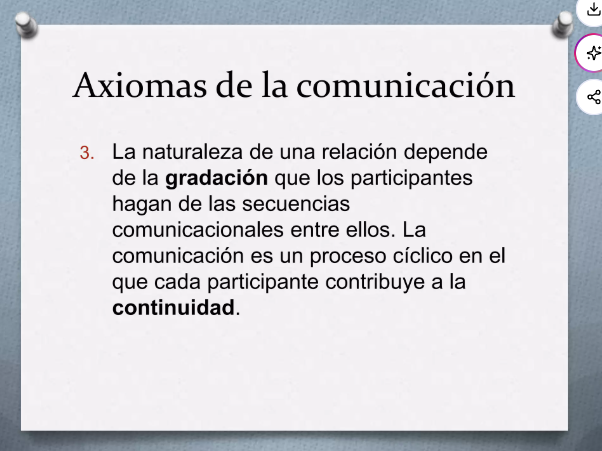 Axiomas de la comunicación
3. La naturaleza de una relación depende
de la gradación que los participantes
hagan de las secuencias
comunicacionales entre ellos. La
comunicación es un proceso cíclico en el
que cada participante contribuye a la
continuidad.